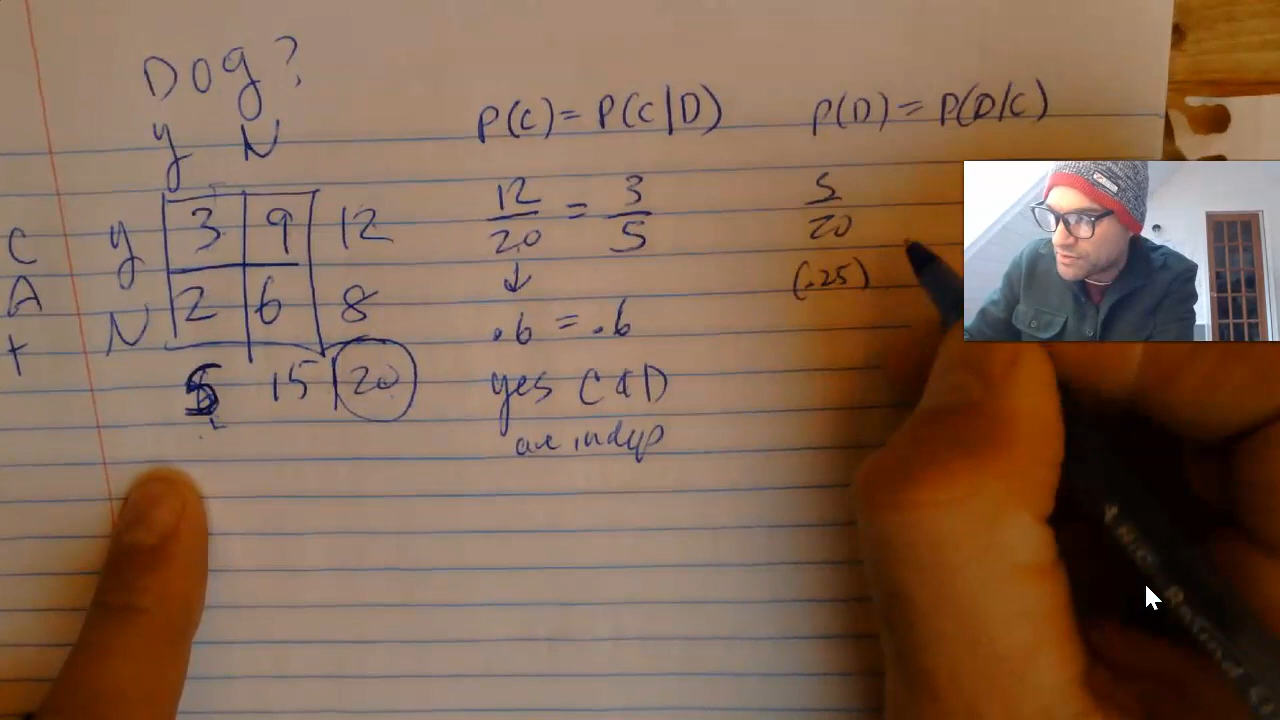 Dog?
y N
P(C) = P(C|D)
P(D) = P(D|C)
C y 3 9 12
A N 2 6 8
t
5 15 20
12/20 = 3/5
↓
.6 = .6
yes C & D
are indep
5/20
(.25)